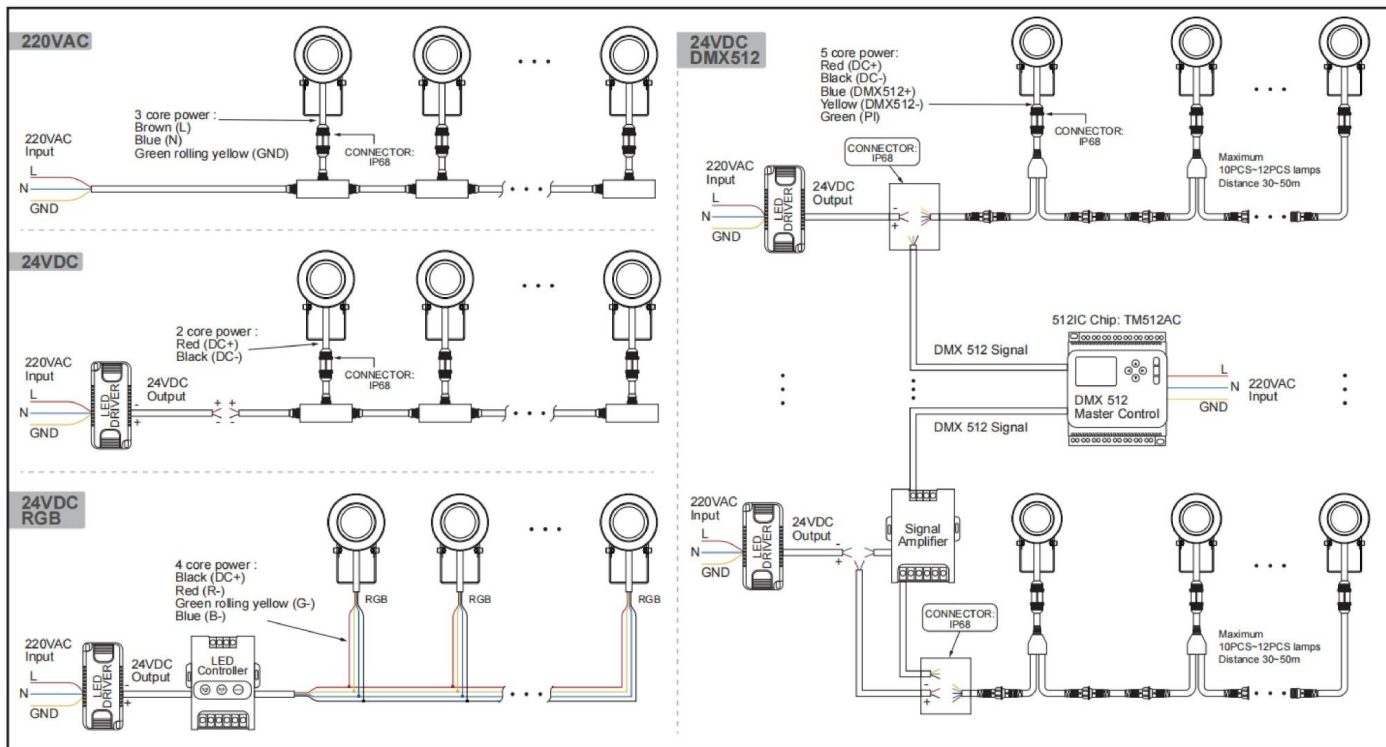 220VAC
3 core power :
Brown (L)
Blue (N)
Green rolling yellow (GND)
CONNECTOR:
IP68
220VAC
Input
L
N
GND
24VDC
2 core power :
Red (DC+)
Black (DC-)
CONNECTOR:
IP68
220VAC
Input
L
N
GND
LED
DRIVER
24VDC
Output
-
+
+
-
+
-
24VDC
RGB
4 core power :
Black (DC+)
Red (R-)
Green rolling yellow (G-)
Blue (B-)
RGB
RGB
RGB
220VAC
Input
L
N
GND
LED
DRIVER
24VDC
Output
-
+
LED
Controller
24VDC
DMX512
5 core power:
Red (DC+)
Black (DC-)
Blue (DMX512+)
Yellow (DMX512-)
Green (PI)
CONNECTOR:
IP68
CONNECTOR:
IP68
Maximum
10PCS~12PCS lamps
Distance 30~50m
220VAC
Input
L
N
GND
LED
DRIVER
24VDC
Output
-
+
512IC Chip: TM512AC
DMX 512 Signal
DMX 512
Master Control
L
N
GND
220VAC
Input
DMX 512 Signal
220VAC
Input
L
N
GND
LED
DRIVER
24VDC
Output
-
+
Signal
Amplifier
CONNECTOR:
IP68
-
+
Maximum
10PCS~12PCS lamps
Distance 30~50m